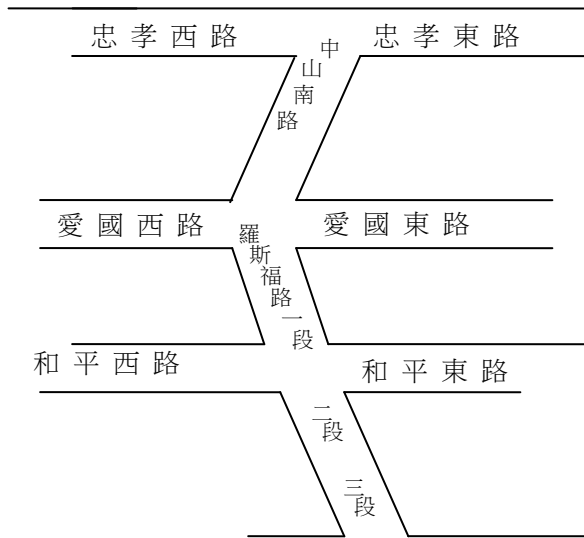 忠孝西路
忠孝東路
中山南路
愛國西路
愛國東路
羅斯福路一段
和平西路
和平東路
二段
三段